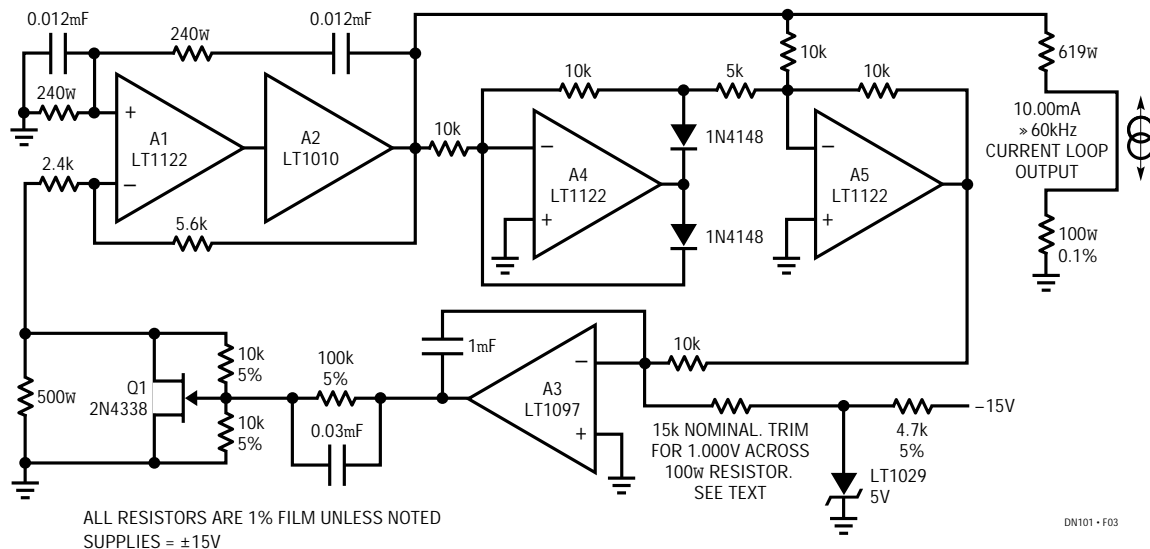 0.012mF
240w
0.012mF
240w
+
A1
LT1122
–
A2
LT1010
2.4k
5.6k
10k
10k
5k
10k
10k
–
A4
LT1122
+
1N4148
1N4148
–
A5
LT1122
+
619w
10.00mA
» 60kHz
CURRENT LOOP
OUTPUT
100w
0.1%
500w
Q1
2N4338
10k
5%
10k
5%
100k
5%
0.03mF
1mF
–
A3
LT1097
+
10k
15k NOMINAL. TRIM
FOR 1.000V ACROSS
100w RESISTOR.
SEE TEXT
4.7k
5%
–15V
LT1029
5V
ALL RESISTORS ARE 1% FILM UNLESS NOTED
SUPPLIES = ±15V
DN101 • F03